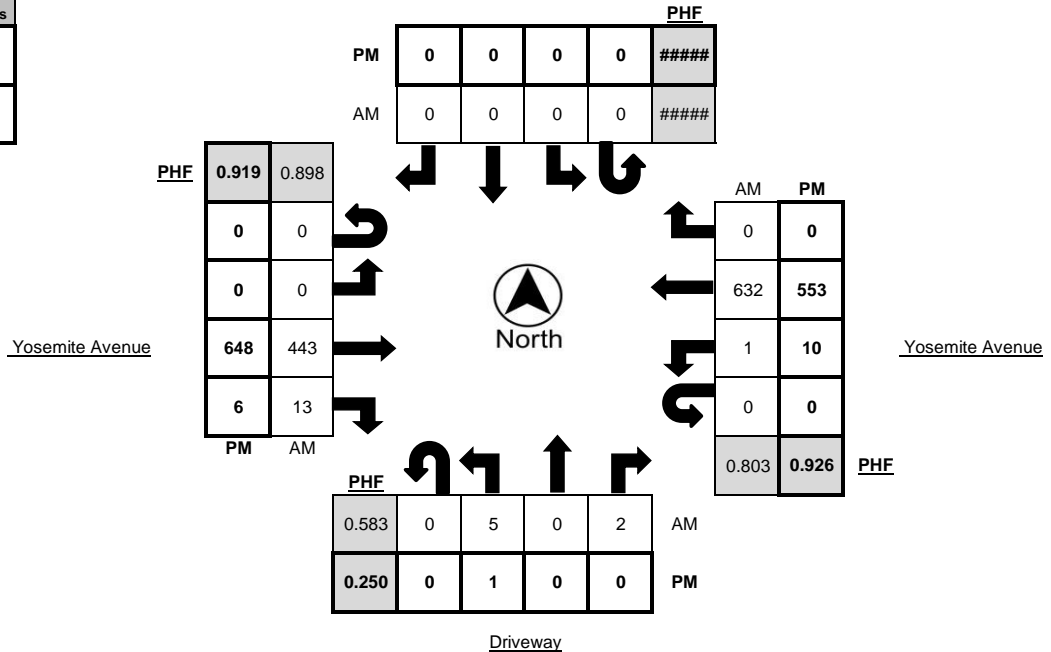 s
PHF
PM 0 0 0 0 #####
AM 0 0 0 0 #####
PHF 0.919 0.898
AM PM
0 0
0 0
0 0
632 553
North
Yosemite Avenue 648 443
1 10 Yosemite Avenue
6 13
0 0
PM AM
0.803 0.926 PHF
PHF
0.583 0 5 0 2 AM
0.250 0 1 0 0 PM
Driveway